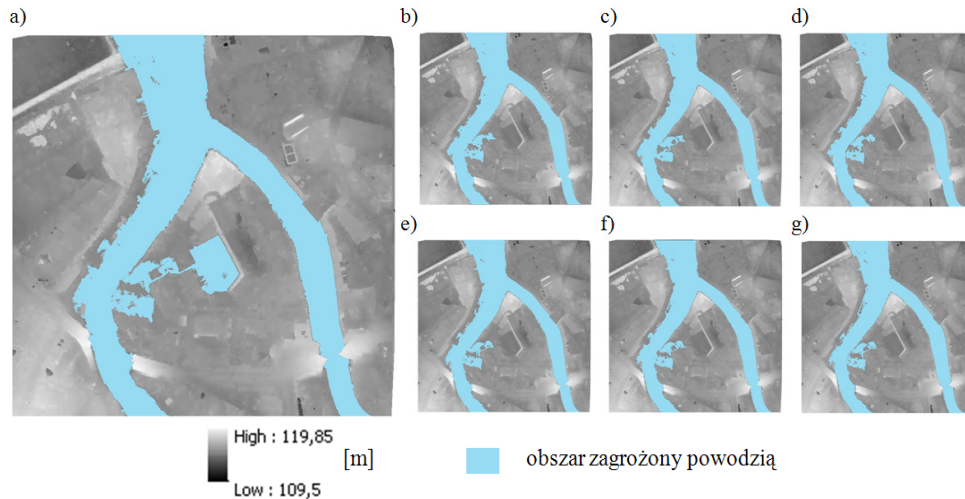 a)
b)
c)
d)
e)
f)
g)
High : 119,85
[m]
Low : 109,5
obszar zagrożony powodzią